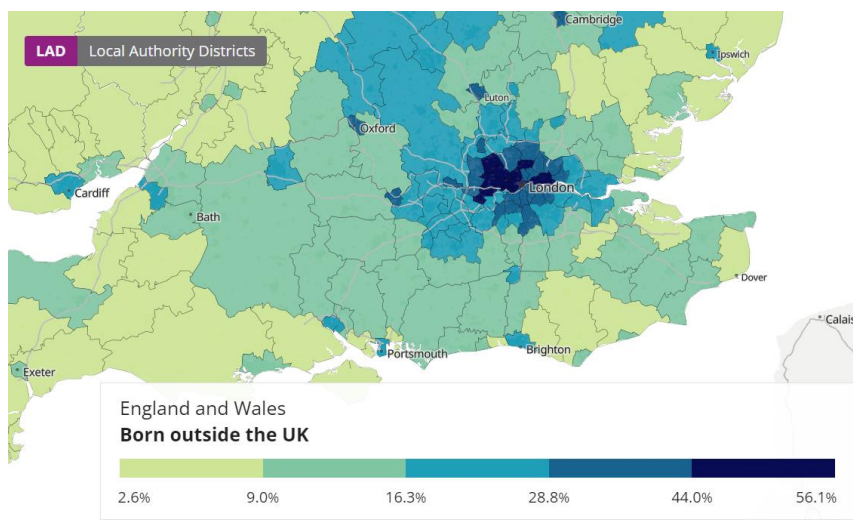 Cambridge
LAD Local Authority Districts
Ipswich
Luton
Oxford
Cardiff
London
Bath
Dover
Calais
Portsmouth
Brighton
Exeter
England and Wales
Born outside the UK
2.6% 9.0% 16.3% 28.8% 44.0% 56.1%